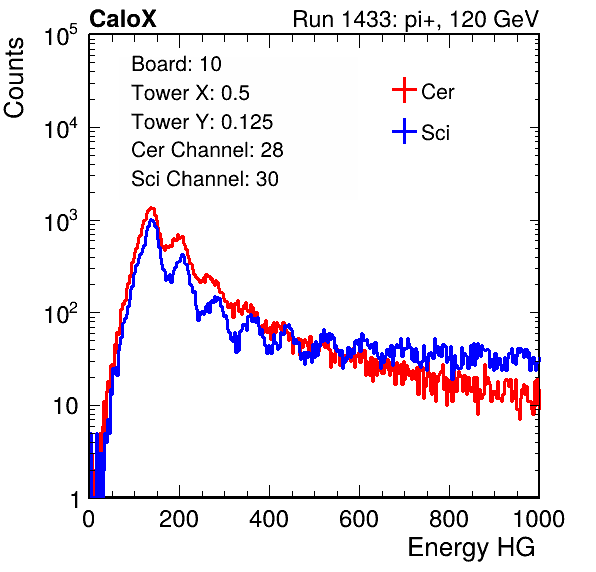 CaloX Run 1433: pi+, 120 GeV
Counts
Board: 10
Tower X: 0.5
Tower Y: 0.125
Cer Channel: 28
Sci Channel: 30
Cer
Sci
10^5
10^4
10^3
10^2
10
1
0 200 400 600 800 1000
Energy HG